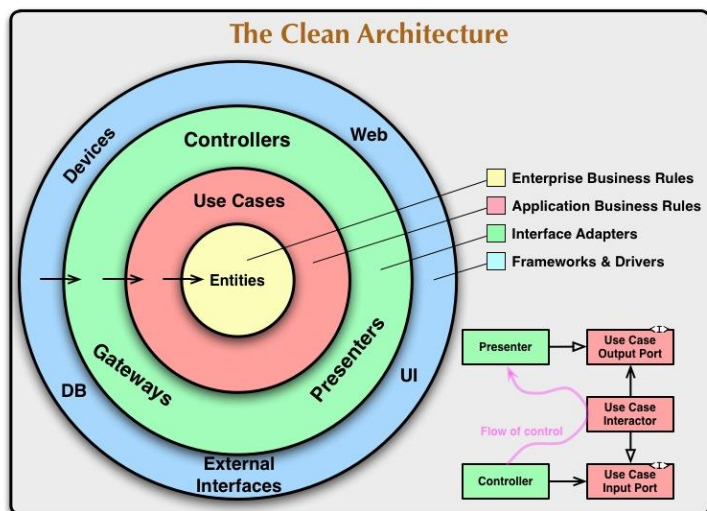 The Clean Architecture
Devices
Web
Controllers
Use Cases
Entities
Gateways
Presenters
DB
UI
External
Interfaces
Enterprise Business Rules
Application Business Rules
Interface Adapters
Frameworks & Drivers
Presenter
<I>
Use Case
Output Port
Flow of control
Use Case
Interactor
Controller
<I>
Use Case
Input Port